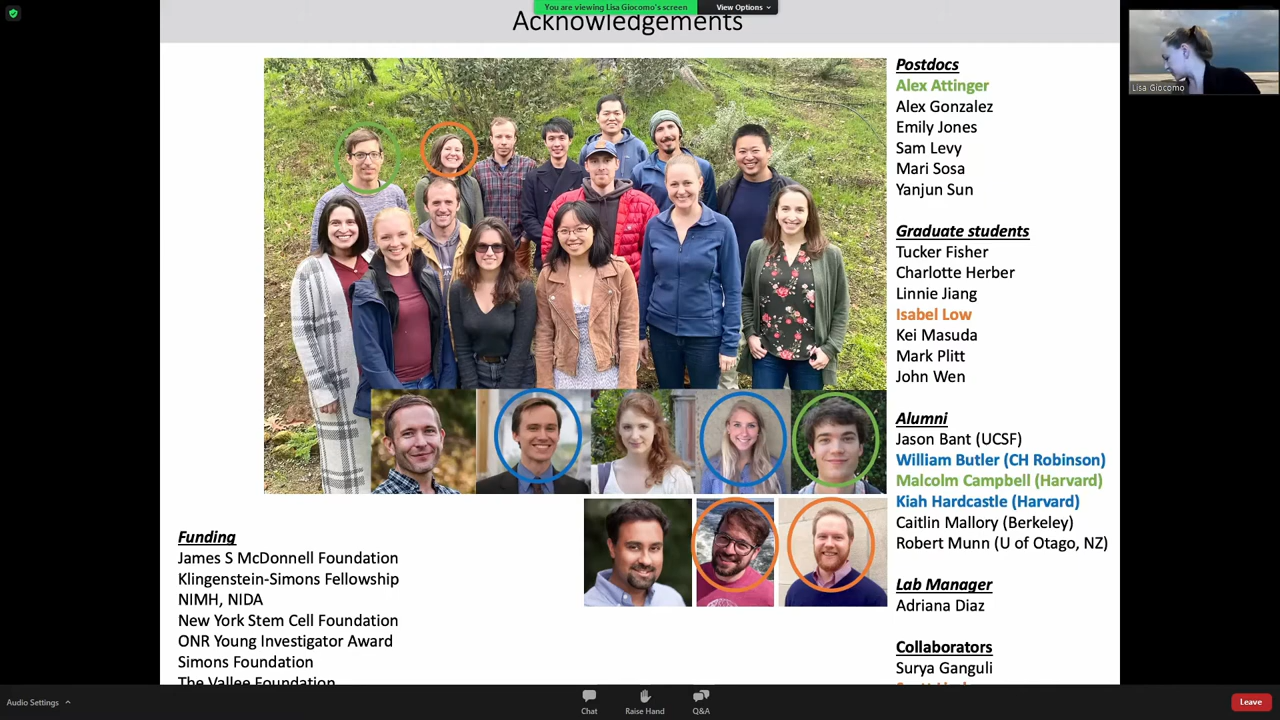 You are viewing Lisa Giocomo's screen
View Options
Acknowledgements
Lisa Giocomo
Postdocs
Alex Attinger
Alex Gonzalez
Emily Jones
Sam Levy
Mari Sosa
Yanjun Sun
Graduate students
Tucker Fisher
Charlotte Herber
Linnie Jiang
Isabel Low
Kei Masuda
Mark Plitt
John Wen
Alumni
Jason Bant (UCSF)
William Butler (CH Robinson)
Malcolm Campbell (Harvard)
Kiah Hardcastle (Harvard)
Caitlin Mallory (Berkeley)
Robert Munn (U of Otago, NZ)
Lab Manager
Adriana Diaz
Collaborators
Surya Ganguli
Funding
James S McDonnell Foundation
Klingenstein-Simons Fellowship
NIMH, NIDA
New York Stem Cell Foundation
ONR Young Investigator Award
Simons Foundation
The Vallee Foundation
Audio Settings
Chat
Raise Hand
Q&A
Leave